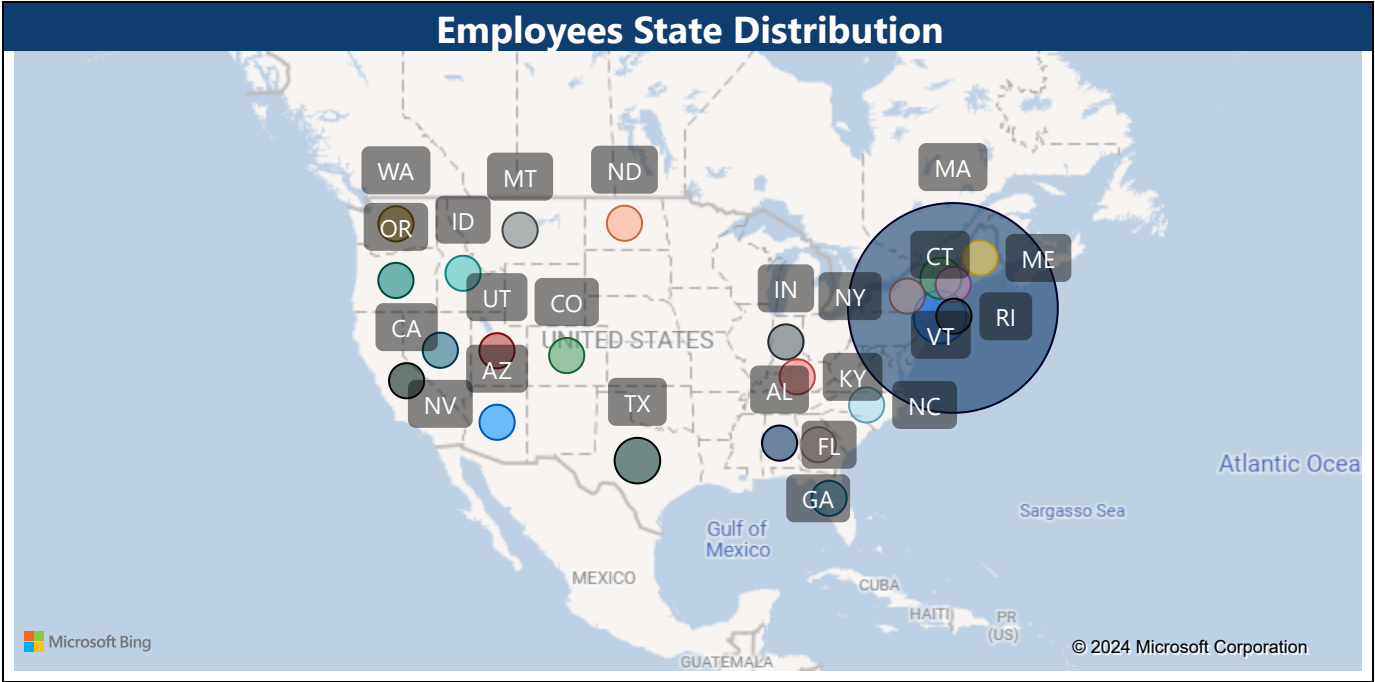 Employees State Distribution
WA
MT
ND
MA
OR
ID
CT
ME
UT
CO
IN
NY
RI
CA
UNITED STATES
VT
AZ
AL
KY
NV
TX
NC
FL
GA
Atlantic Ocea
Sargasso Sea
Gulf of
Mexico
MEXICO
CUBA
HAITI
PR
(US)
Microsoft Bing
© 2024 Microsoft Corporation
GUATEMALA